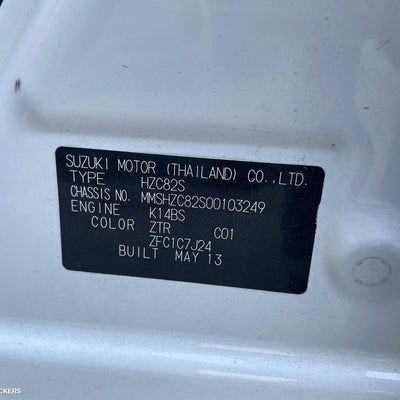 SUZUKI MOTOR (THAILAND) CO.,LTD.
TYPE HZC82S
CHASSIS NO. MMSHZC82S00103249
ENGINE K14BS
COLOR ZTR C01
ZFC1C7J24
BUILT MAY 13